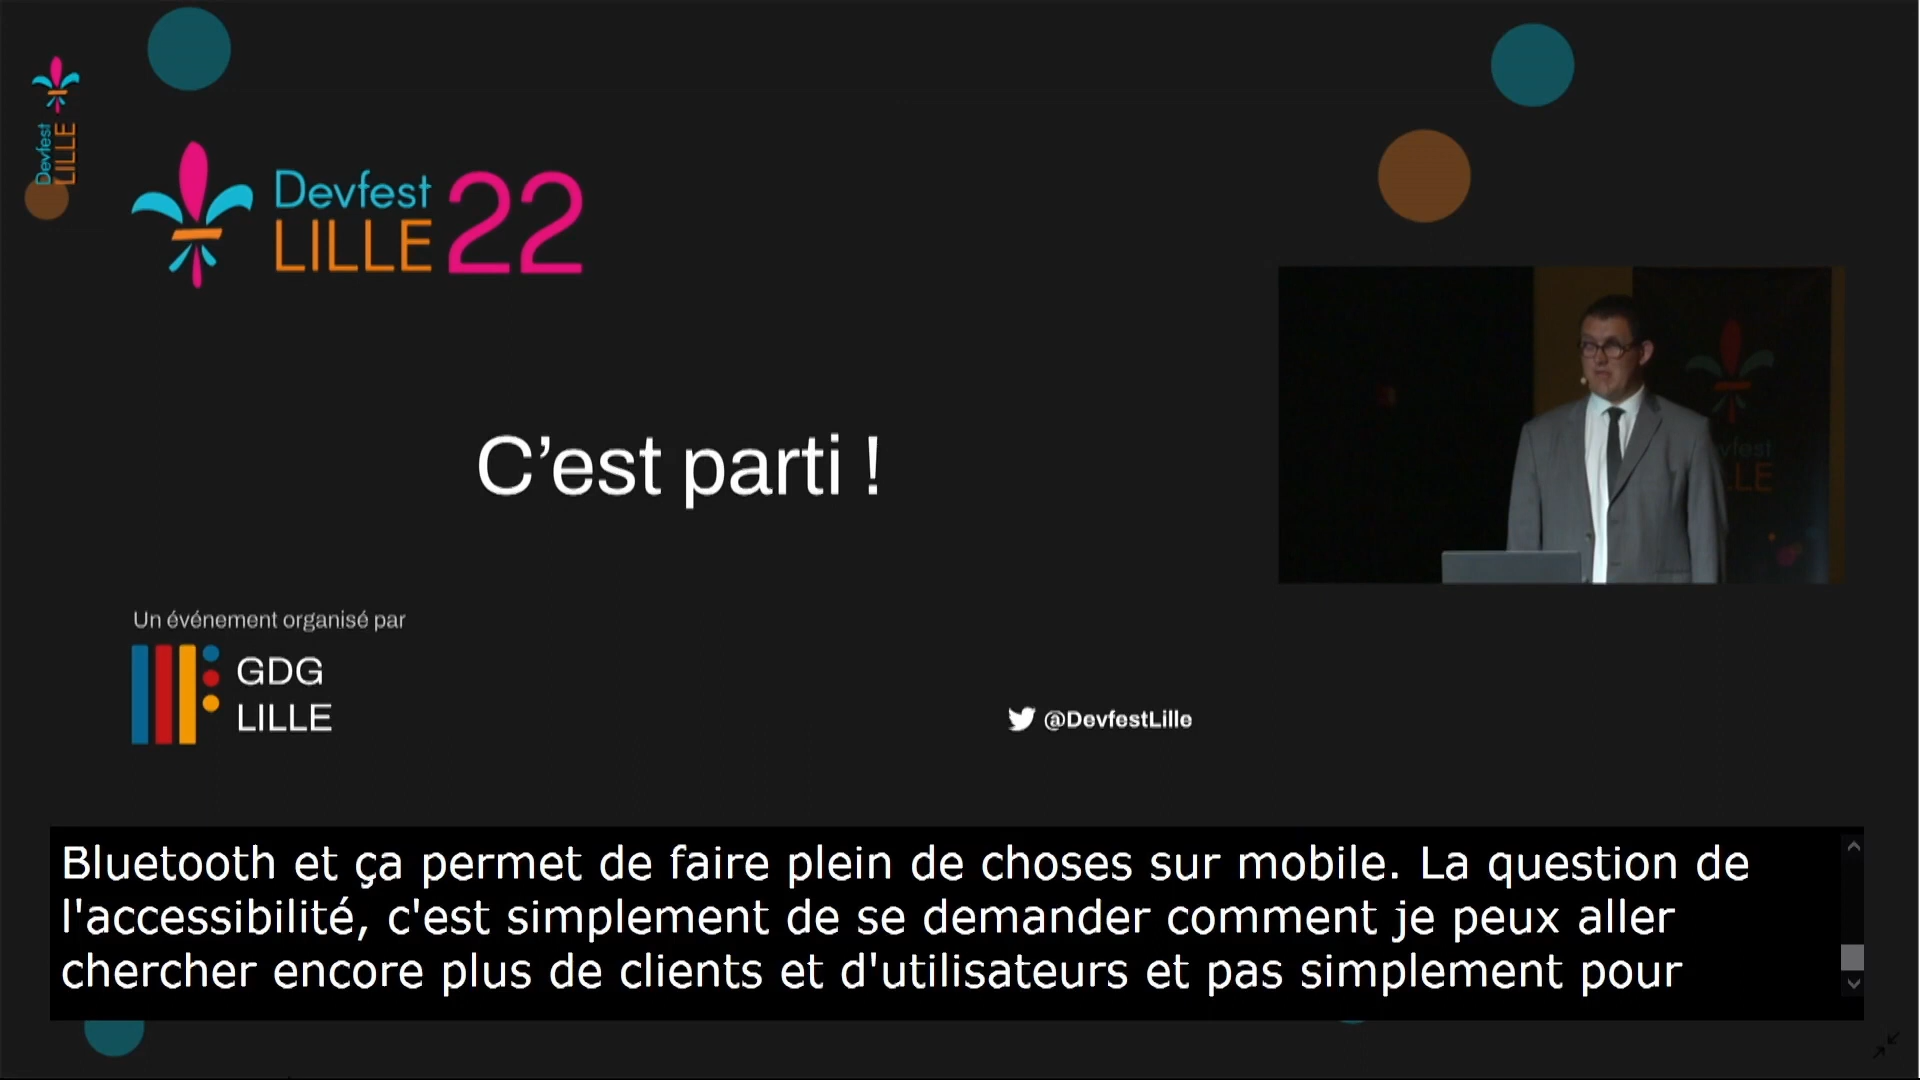 Devfest
LILLE
Devfest
LILLE
22
C’est parti !
Un événement organisé par
GDG
LILLE
@DevfestLille
Bluetooth et ça permet de faire plein de choses sur mobile. La question de
l'accessibilité, c'est simplement de se demander comment je peux aller
chercher encore plus de clients et d'utilisateurs et pas simplement pour